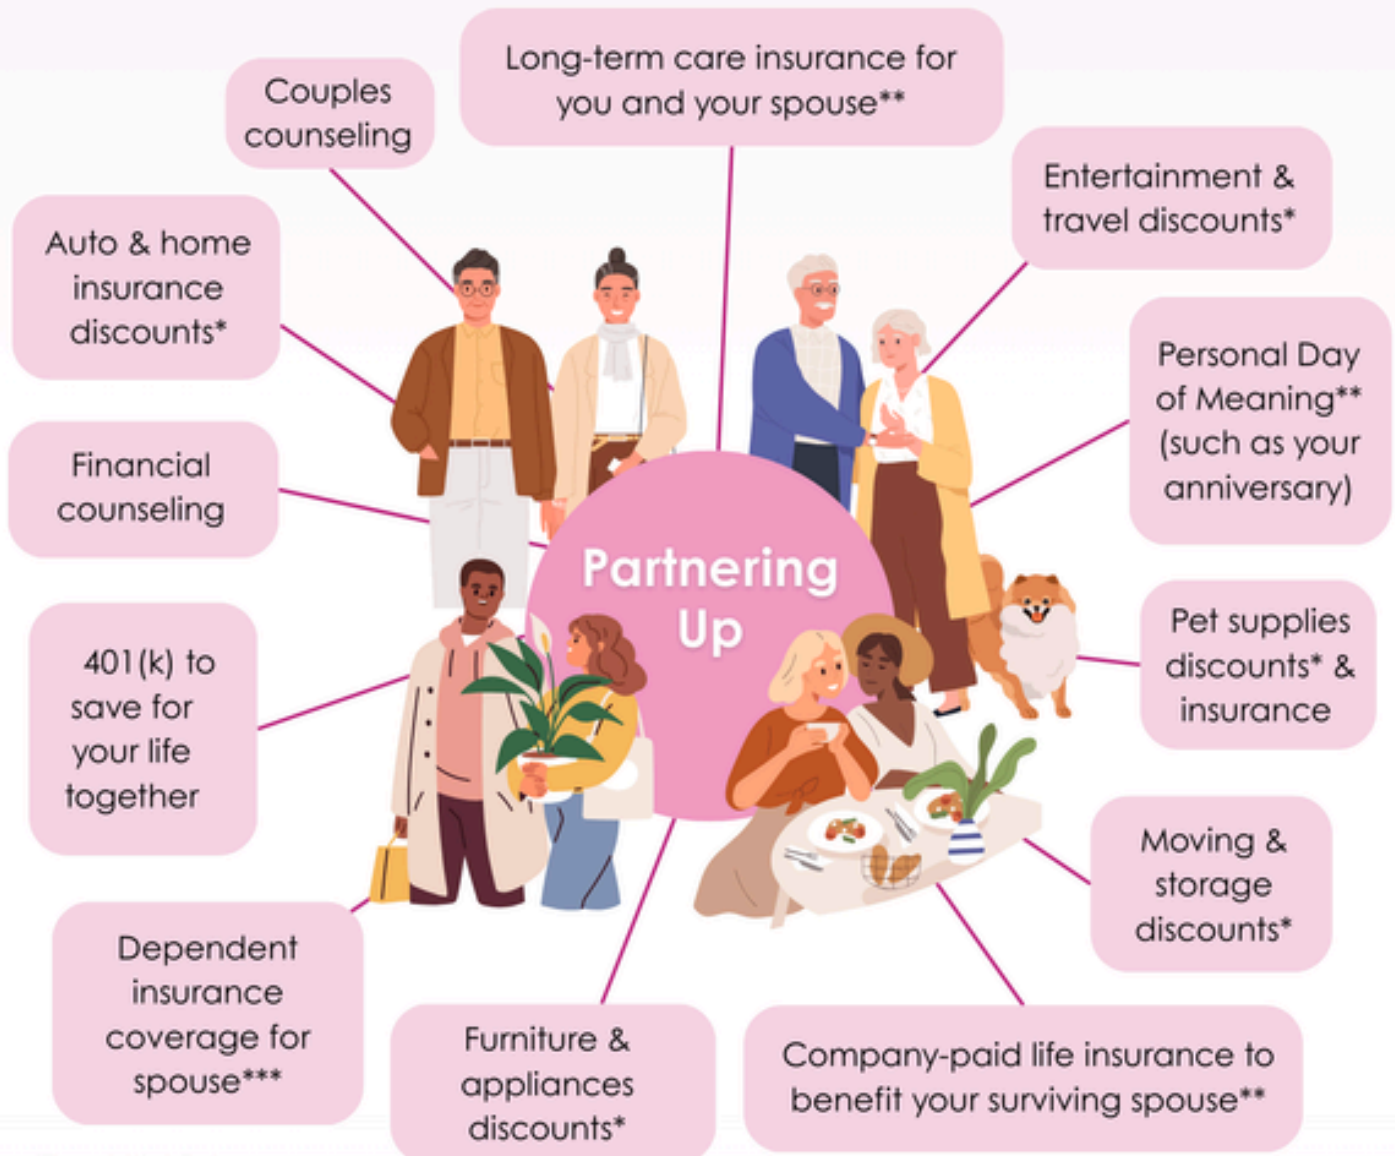 Long-term care insurance for
you and your spouse**
Couples
counseling
Entertainment &
travel discounts*
Auto & home
insurance
discounts*
Personal Day
of Meaning**
(such as your
anniversary)
Financial
counseling
Partnering
Up
Pet supplies
discounts* &
insurance
401(k) to
save for
your life
together
Moving &
storage
discounts*
Dependent
insurance
coverage for
spouse***
Furniture &
appliances
discounts*
Company-paid life insurance to
benefit your surviving spouse**